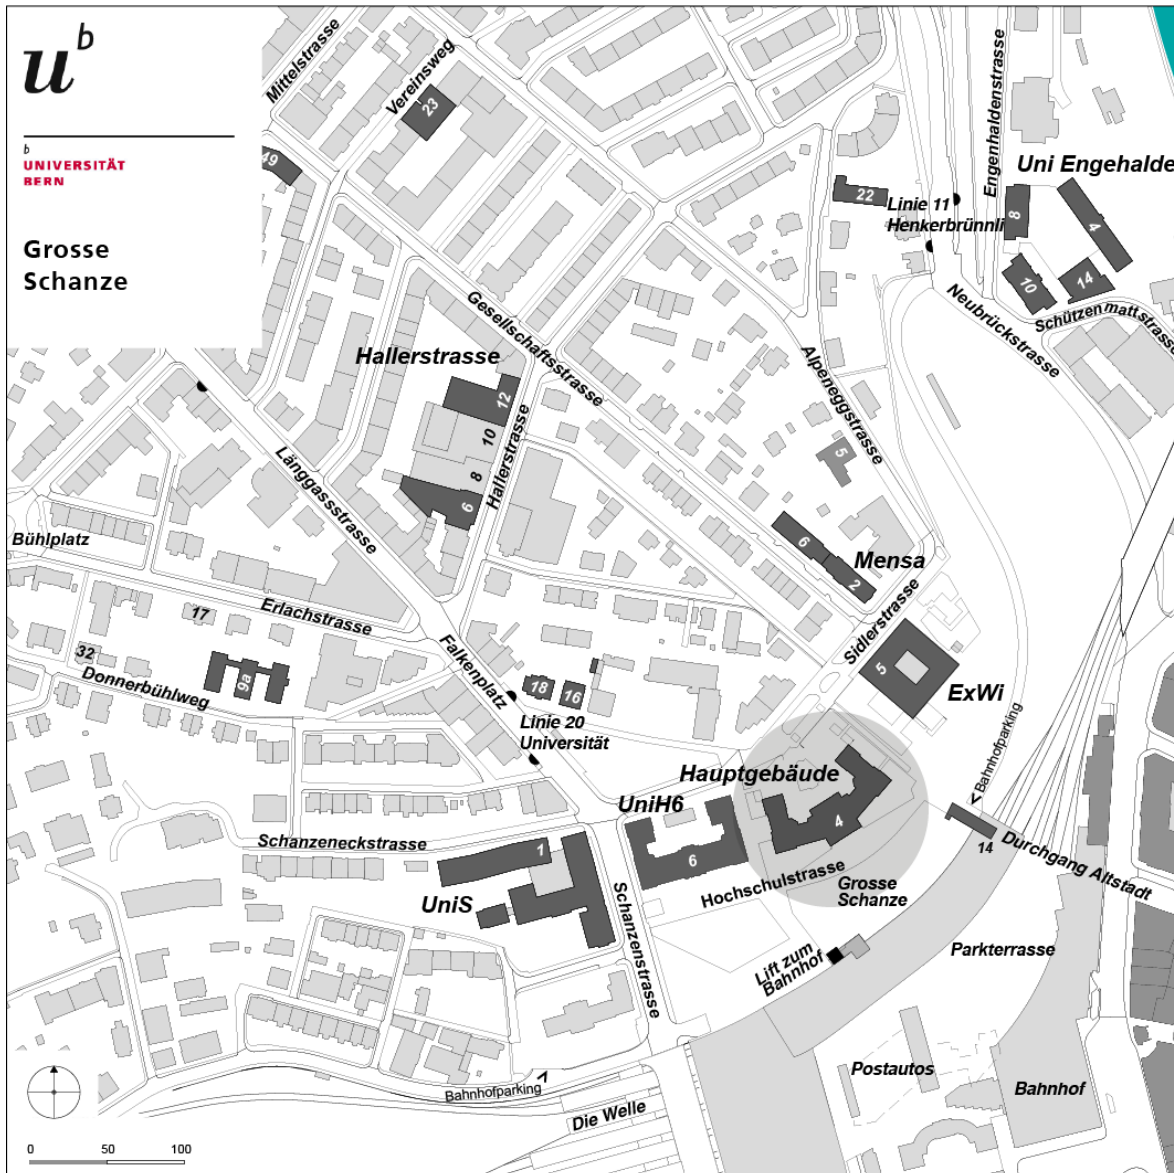 u
b
b
UNIVERSITÄT
BERN
Grosse
Schanze
Mittelstrasse
Vereinsweg
23
49
Engehaldenstrasse
Uni Engehalde
22
Linie 11
Henkerbrünnli
8
4
10
14
Neubrückstrasse
Schützenmattstrasse
Gesellschaftsstrasse
Hallerstrasse
12
10
8
6
Hallerstrasse
Alpeneggstrasse
5
Länggassstrasse
Bühlplatz
6
2
Mensa
Erlachstrasse
17
32
9a
Donnerbühlweg
Falkenplatz
Sidlerstrasse
5
ExWi
18
16
Linie 20
Universität
Hauptgebäude
4
UniH6
6
<Bahnhofparking
Schanzeneckstrasse
1
UniS
Hochschulstrasse
Grosse
Schanze
14
Durchgang Altstadt
Schanzenstrasse
Lift zum
Bahnhof
Parkterrasse
Postautos
Bahnhof
Bahnhofparking >
Die Welle
0 50 100